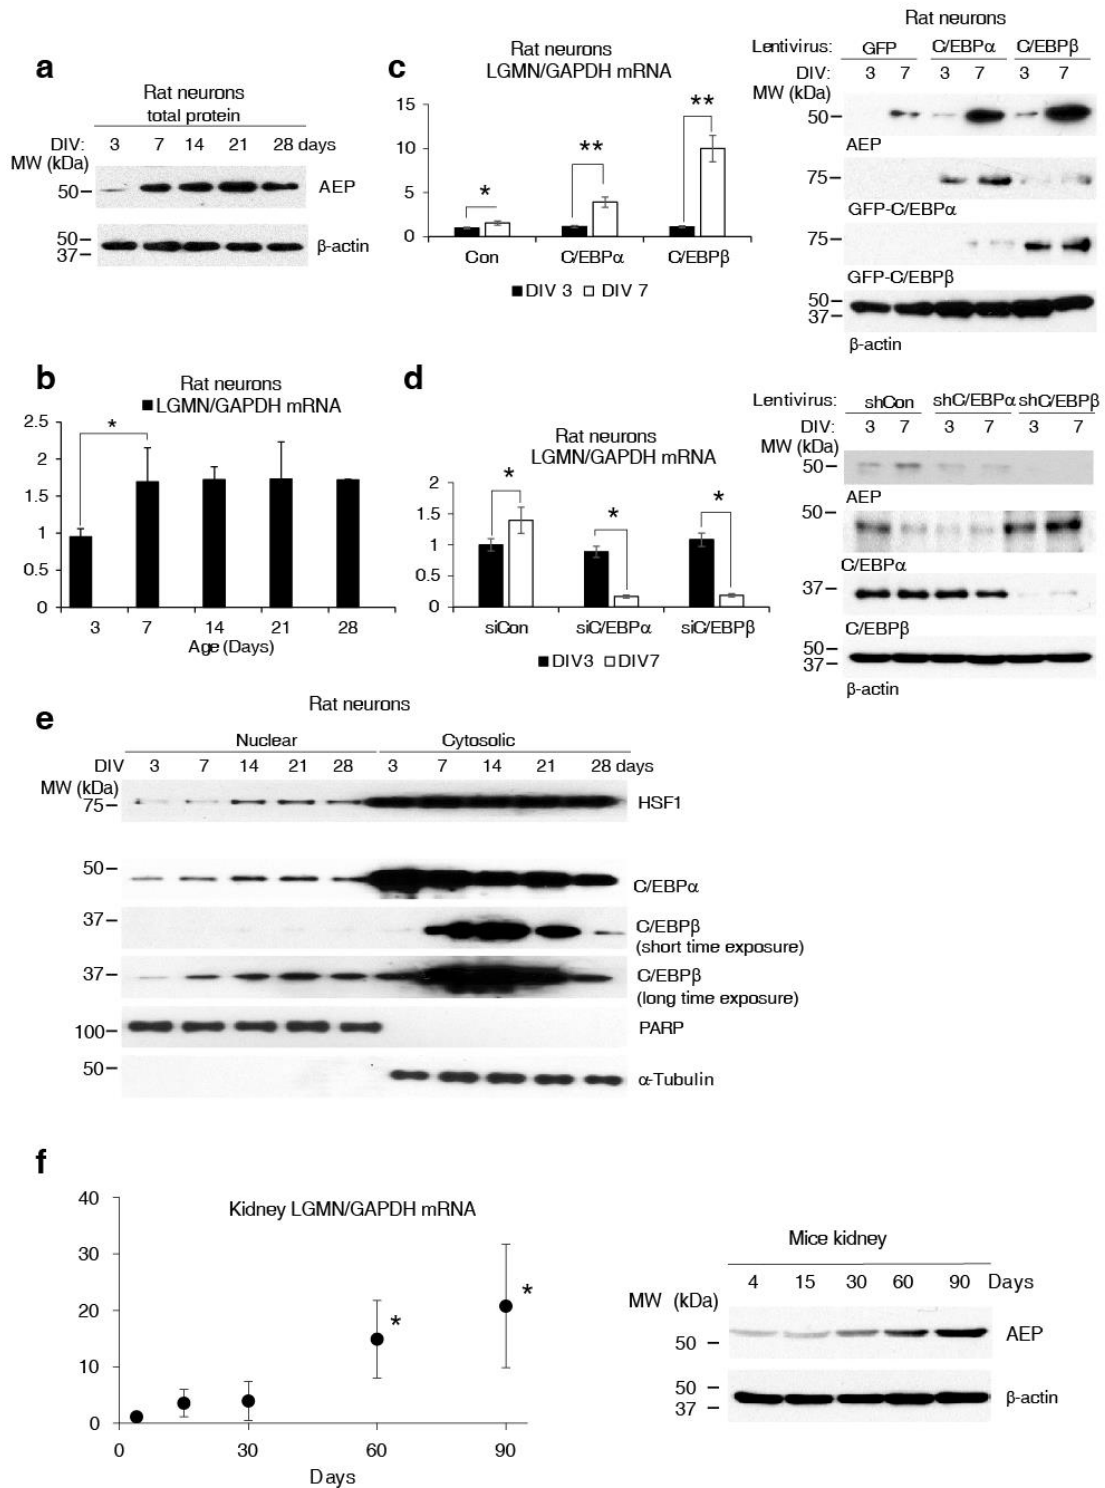 a
Rat neurons
total protein
DIV: 3 7 14 21 28 days
MW (kDa)
50
AEP
50
37
β-actin
c
Rat neurons
LGMN/GAPDH mRNA
15
10
5
0
*
**
**
Con C/EBPα C/EBPβ
DIV 3 DIV 7
Rat neurons
Lentivirus: GFP C/EBPα C/EBPβ
DIV: 3 7 3 7 3 7
MW (kDa)
50
AEP
75
GFP-C/EBPα
75
GFP-C/EBPβ
50
37
β-actin
b
Rat neurons
LGMN/GAPDH mRNA
2.5
2
1.5
1
0.5
0
*
3 7 14 21 28
Age (Days)
d
Rat neurons
LGMN/GAPDH mRNA
2
1.5
1
0.5
0
*
*
*
siCon siC/EBPα siC/EBPβ
DIV3 DIV7
Lentivirus: shCon shC/EBPα shC/EBPβ
DIV: 3 7 3 7 3 7
MW (kDa)
50
AEP
50
C/EBPα
37
C/EBPβ
50
37
β-actin
e
Rat neurons
Nuclear Cytosolic
DIV 3 7 14 21 28 3 7 14 21 28 days
MW (kDa)
75
HSF1
50
C/EBPα
37
C/EBPβ
(short time exposure)
37
C/EBPβ
(long time exposure)
100
PARP
50
α-Tubulin
f
Kidney LGMN/GAPDH mRNA
40
30
20
10
0
*
*
0 30 60 90
Days
Mice kidney
4 15 30 60 90 Days
MW (kDa)
50
AEP
50
37
β-actin